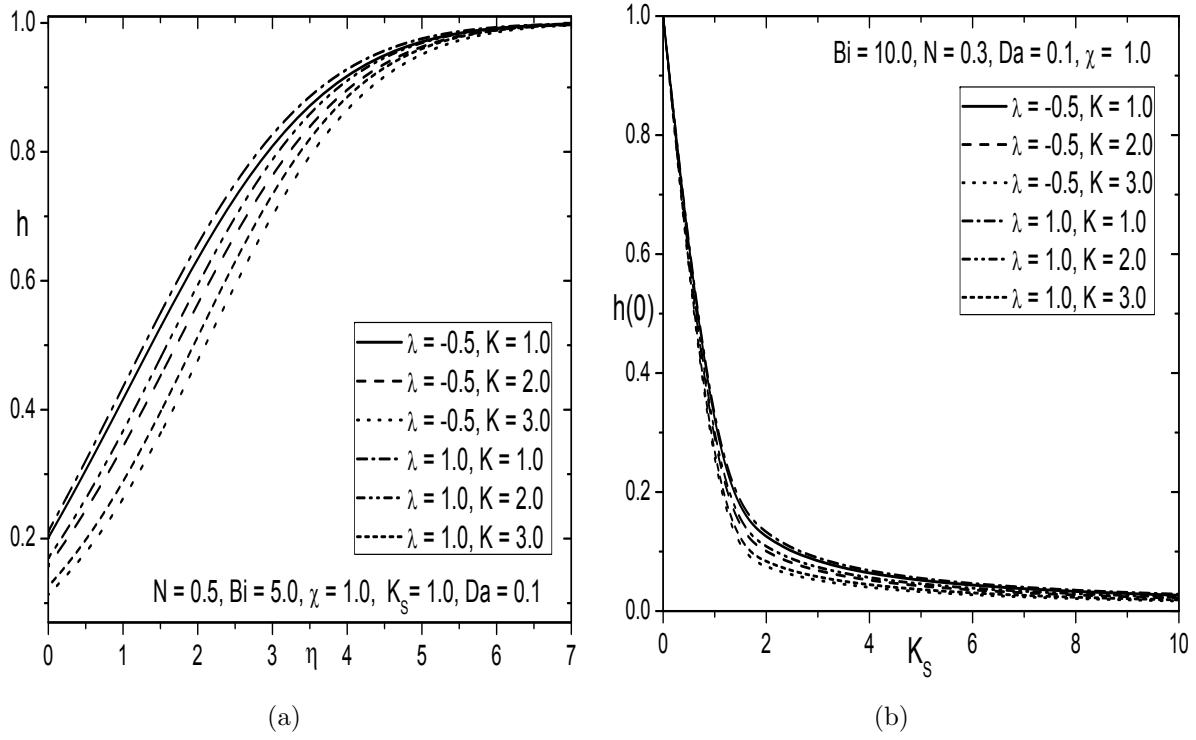 1.0
0.8
0.6
0.4
0.2
h
0 1 2 3 4 5 6 7
η
λ = -0.5, K = 1.0
λ = -0.5, K = 2.0
λ = -0.5, K = 3.0
λ = 1.0, K = 1.0
λ = 1.0, K = 2.0
λ = 1.0, K = 3.0
N = 0.5, Bi = 5.0, χ = 1.0, Ks = 1.0, Da = 0.1
(a)
1.0
0.8
0.6
0.4
0.2
0.0
h(0)
0 2 4 6 8 10
Ks
Bi = 10.0, N = 0.3, Da = 0.1, χ = 1.0
λ = -0.5, K = 1.0
λ = -0.5, K = 2.0
λ = -0.5, K = 3.0
λ = 1.0, K = 1.0
λ = 1.0, K = 2.0
λ = 1.0, K = 3.0
(b)